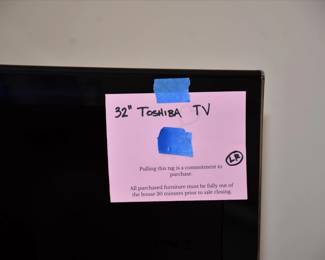 32" TOSHIBA TV
LR
Pulling this tag is a commitment to
purchase.
All purchased furniture must be fully out of
the house 30 minutes prior to sale closing.